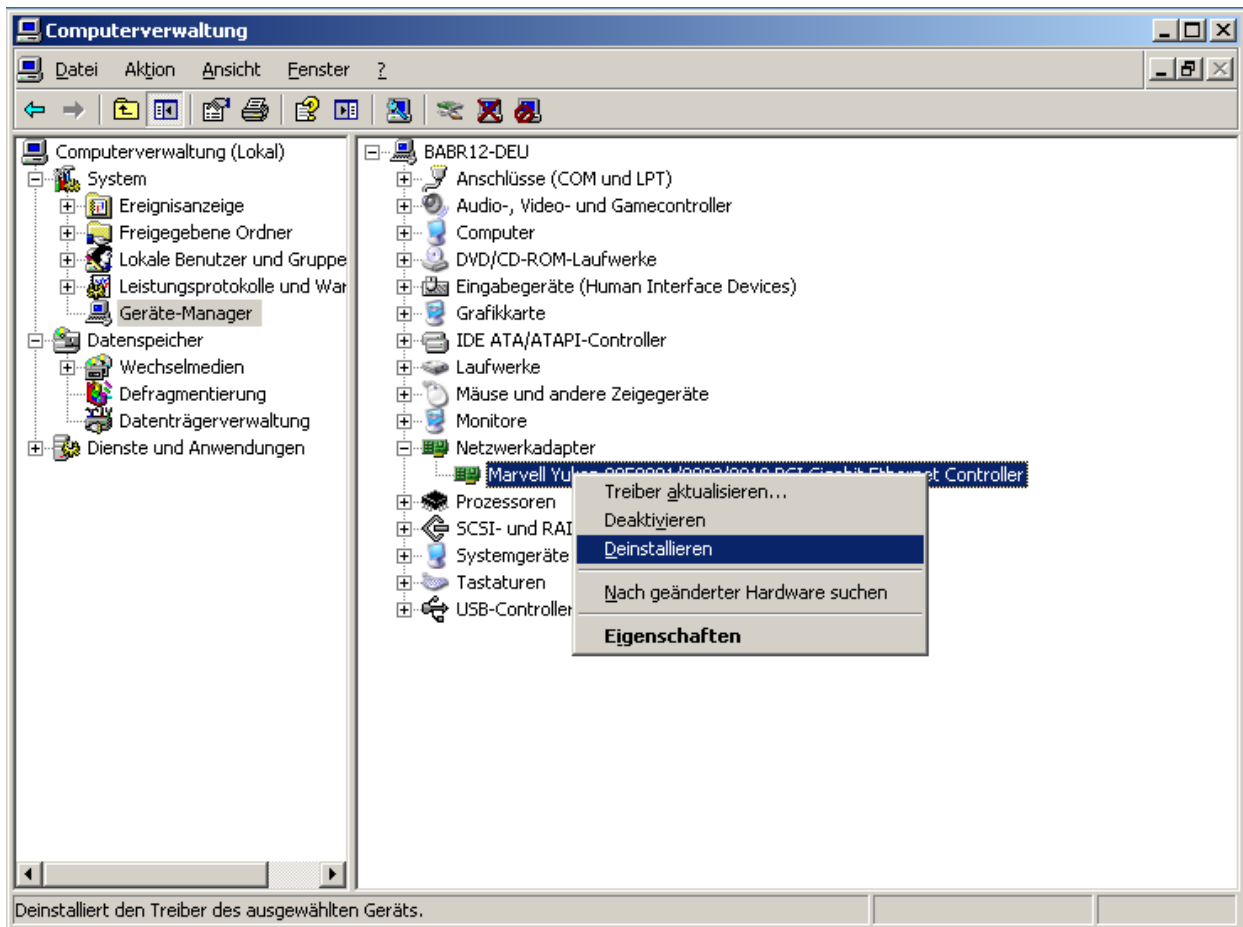 Computerverwaltung
Datei Aktion Ansicht Fenster ?
Computerverwaltung (Lokal)
System
Ereignisanzeige
Freigegebene Ordner
Lokale Benutzer und Gruppe
Leistungsprotokolle und War
Geräte-Manager
Datenspeicher
Wechselmedien
Defragmentierung
Datenträgerverwaltung
Dienste und Anwendungen
BABR12-DEU
Anschlüsse (COM und LPT)
Audio-, Video- und Gamecontroller
Computer
DVD/CD-ROM-Laufwerke
Eingabegeräte (Human Interface Devices)
Grafikkarte
IDE ATA/ATAPI-Controller
Laufwerke
Mäuse und andere Zeigegeräte
Monitore
Netzwerkadapter
Marvell PCI Gigabit Ethernet Controller
Prozessoren
SCSI- und RAI
Systemgeräte
Tastaturen
USB-Controller
Treiber aktualisieren...
Deaktivieren
Deinstallieren
Nach geänderter Hardware suchen
Eigenschaften
Deinstalliert den Treiber des ausgewählten Geräts.